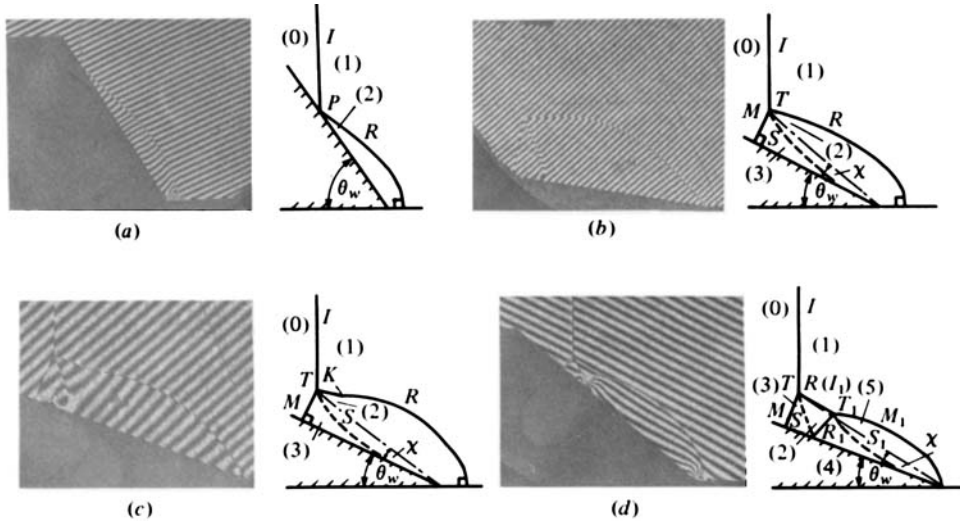 (0) I
(1)
P (2)
R
θw
(a)
(0) I
(1)
M T R
S (2)
(3) χ
θw
(b)
(0) I
(1)
T K R
M S (2)
(3) χ
θw
(c)
(0) I
(1)
(3) T R (I₁) (5)
M S T₁ M₁
(2) R₁ S₁ χ
(4)
θw
(d)